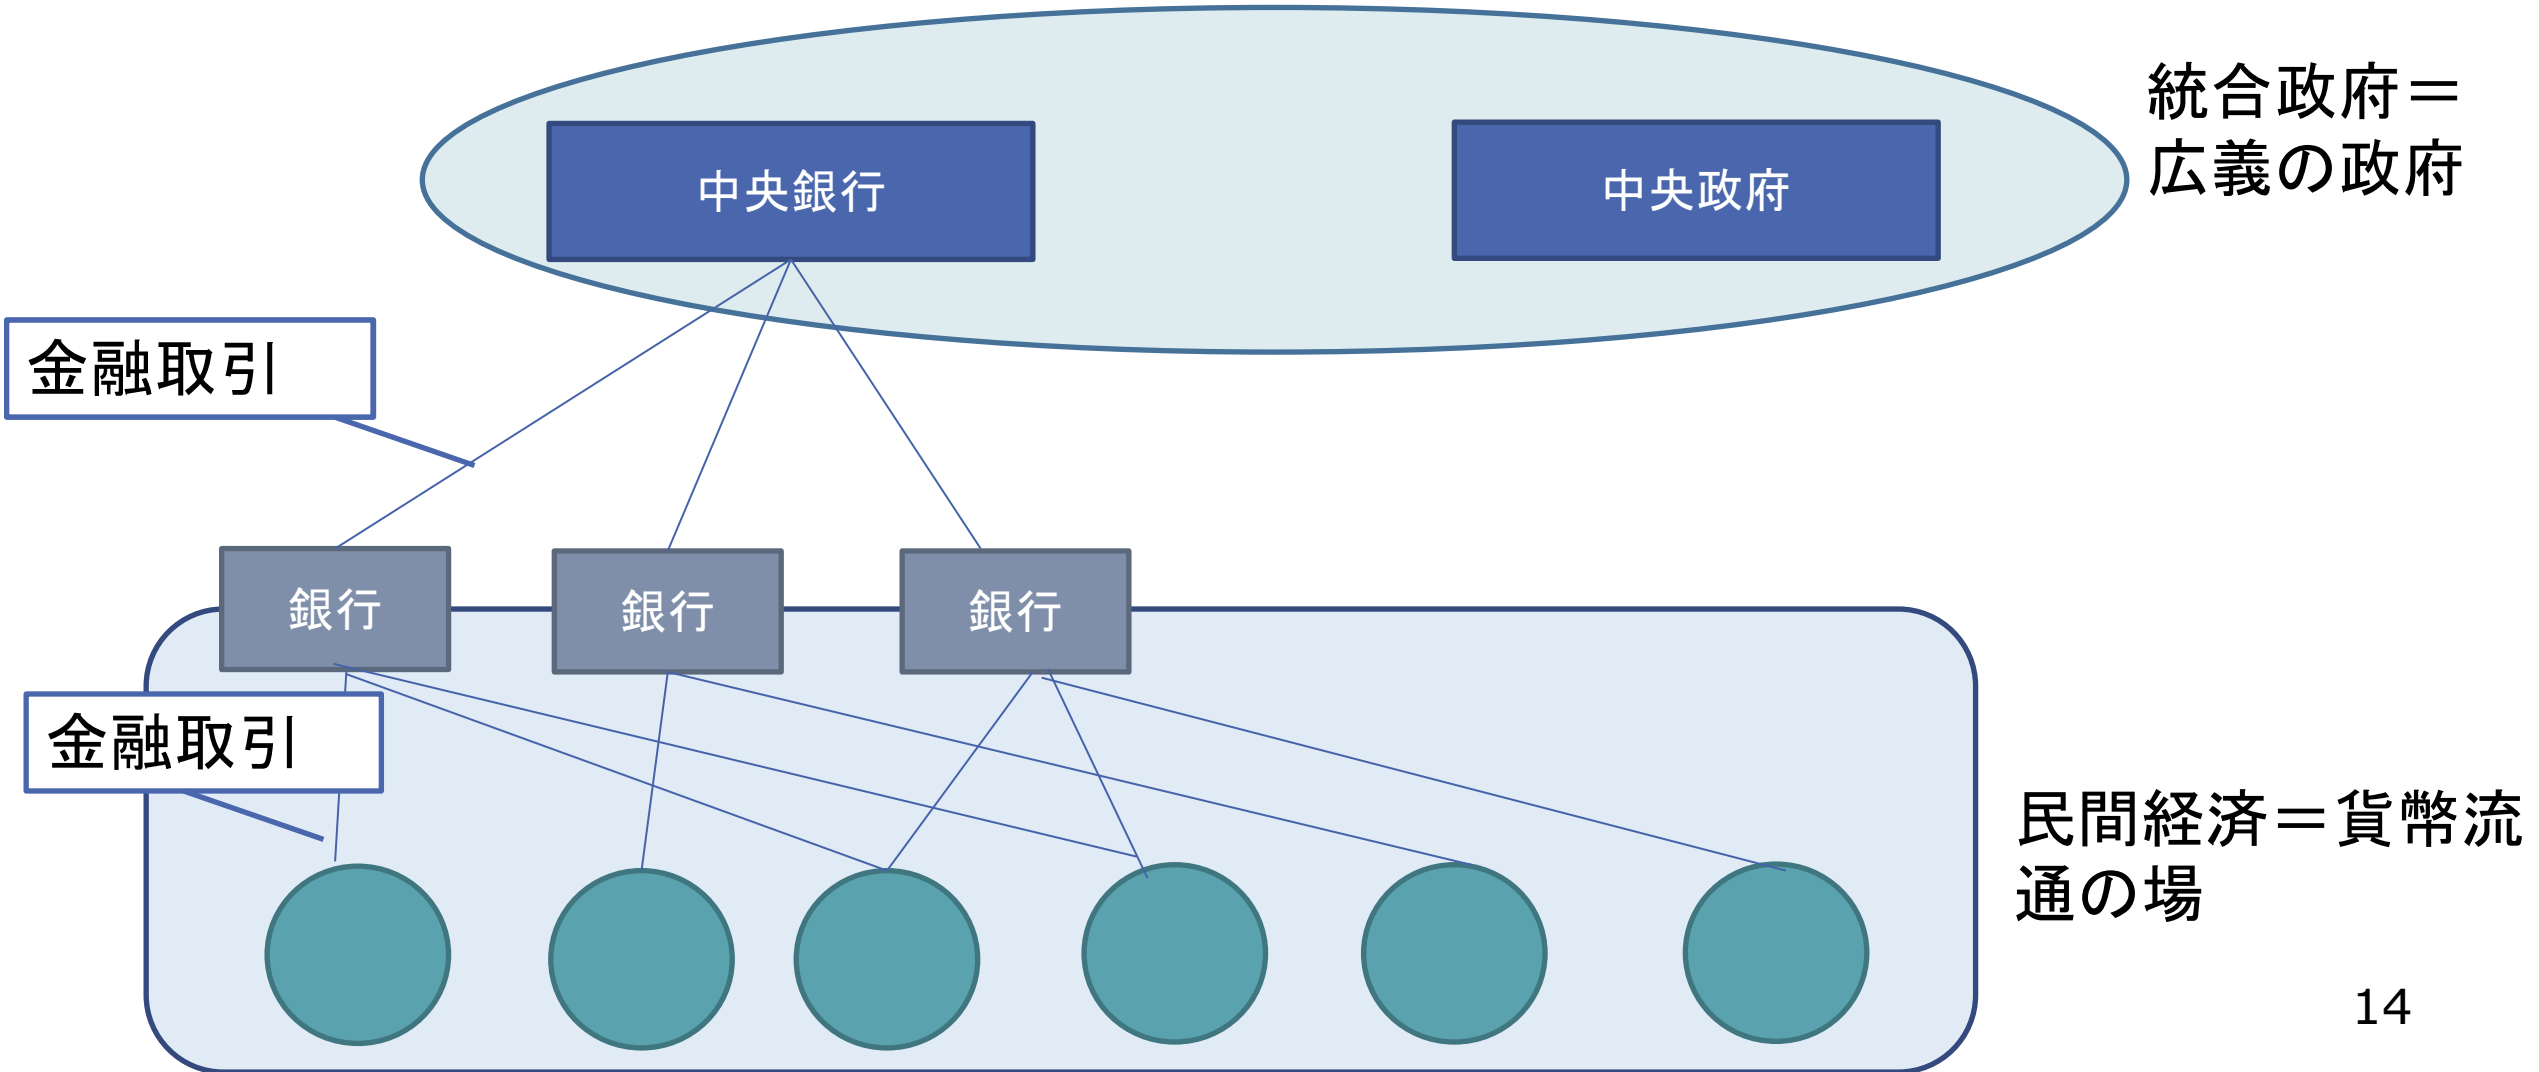 統合政府＝
広義の政府
中央銀行
中央政府
金融取引
銀行
銀行
銀行
金融取引
民間経済＝貨幣流
通の場
14